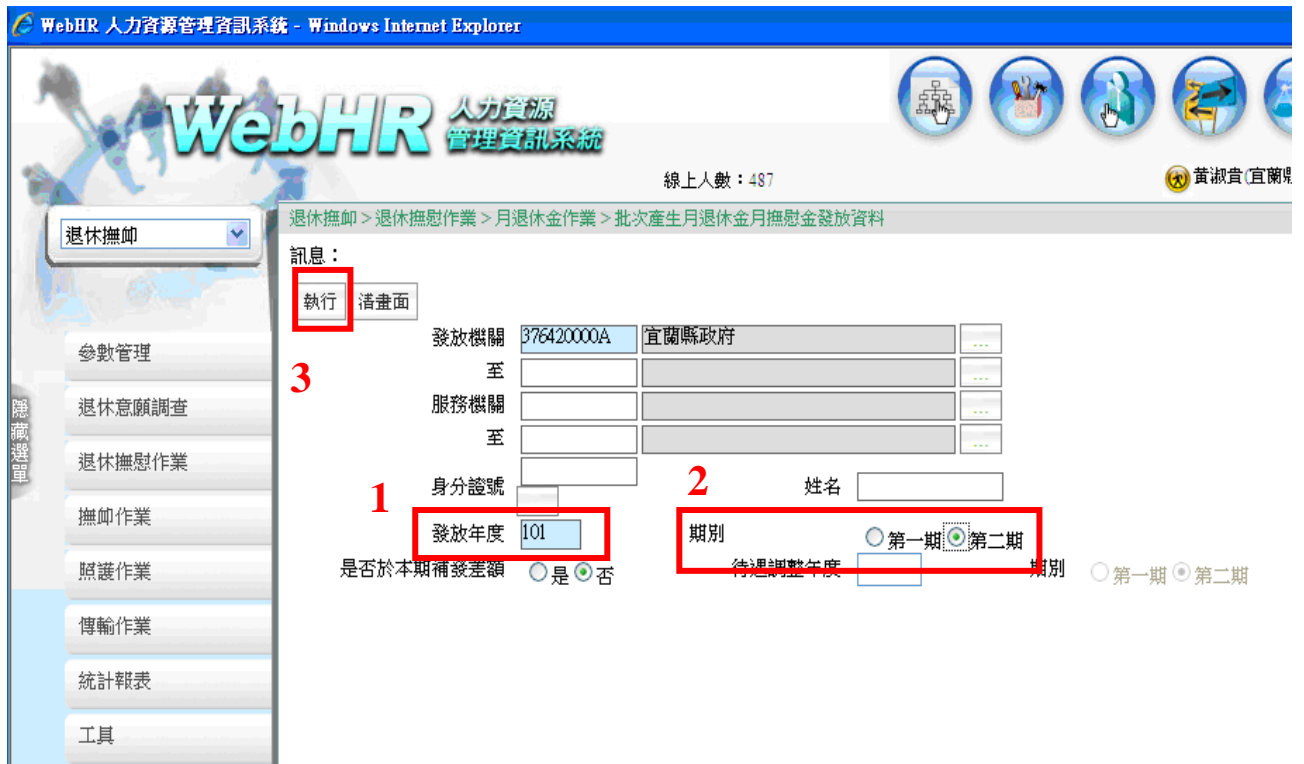 WebHR 人力資源管理資訊系統 - Windows Internet Explorer
WebHR 人力資源
管理資訊系統
線上人數：487
黃淑貴(宜蘭縣
退休撫卹
退休撫卹 > 退休撫慰作業 > 月退休金作業 > 批次產生月退休金月撫慰金發放資料
訊息：
執行 清畫面
3
發放機關 376420000A 宜蘭縣政府 ...
至 ...
服務機關 ...
至 ...
身分證號
姓名
1
2
發放年度 101 期別 第一期 第二期
是否於本期補發差額 是 否 待遇調整年度 期別 第一期 第二期
隱藏選單
參數管理
退休意願調查
退休撫慰作業
撫卹作業
照護作業
傳輸作業
統計報表
工具